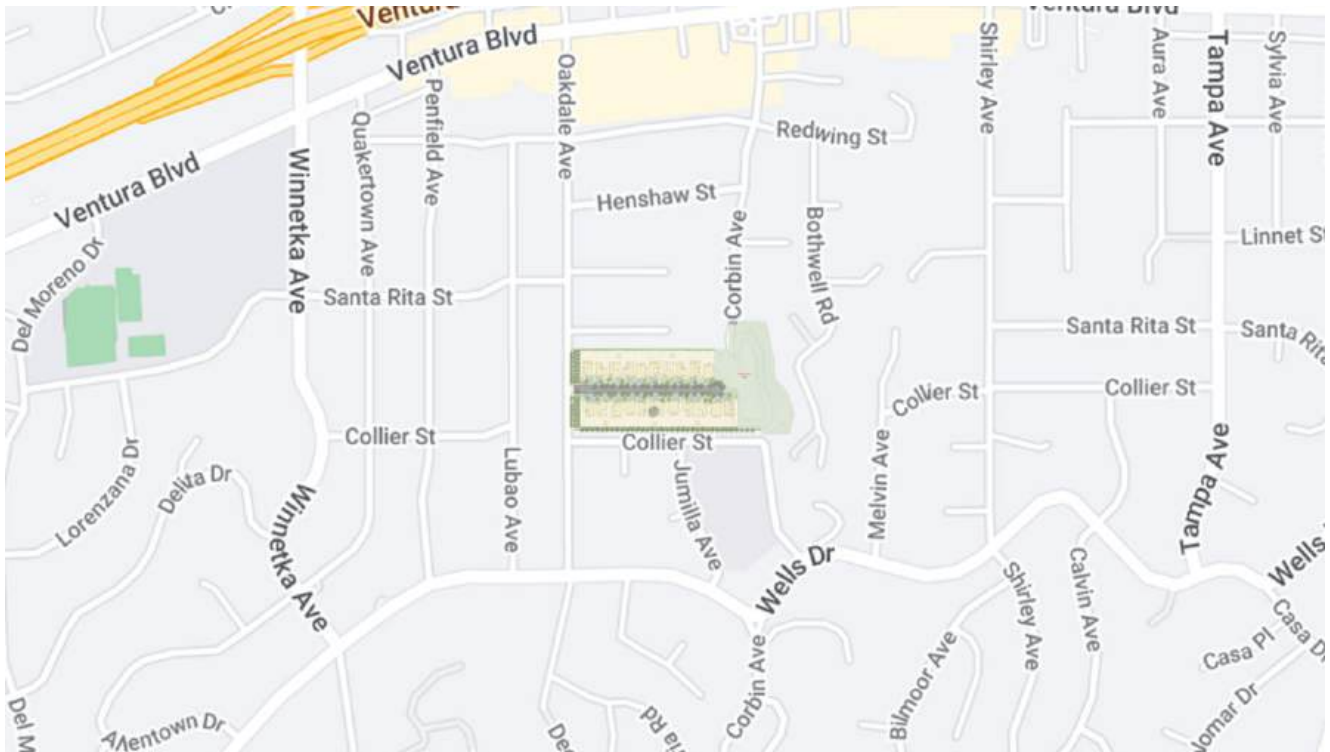 Ventura
Ventura Blvd
Ventura Blvd
Ventura Blvd
Oakdale Ave
Penfield Ave
Quakertown Ave
Winnetka Ave
Redwing St
Henshaw St
Corbin Ave
Bothwell Rd
Shirley Ave
Aura Ave
Tampa Ave
Sylvia Ave
Linnet St
Del Moreno Dr
Santa Rita St
Santa Rita St
Santa Rita
Collier St
Collier St
Collier St
Collier St
Lubao Ave
Jumilla Ave
Melvin Ave
Lorenzana Dr
Delita Dr
Winnetka Ave
Tampa Ave
Wells Dr
Wells
Shirley Ave
Calvin Ave
Casa Pl
Casa Dr
Bilmoor Ave
Corbin Ave
Nomar Dr
Allentown Dr
Del M